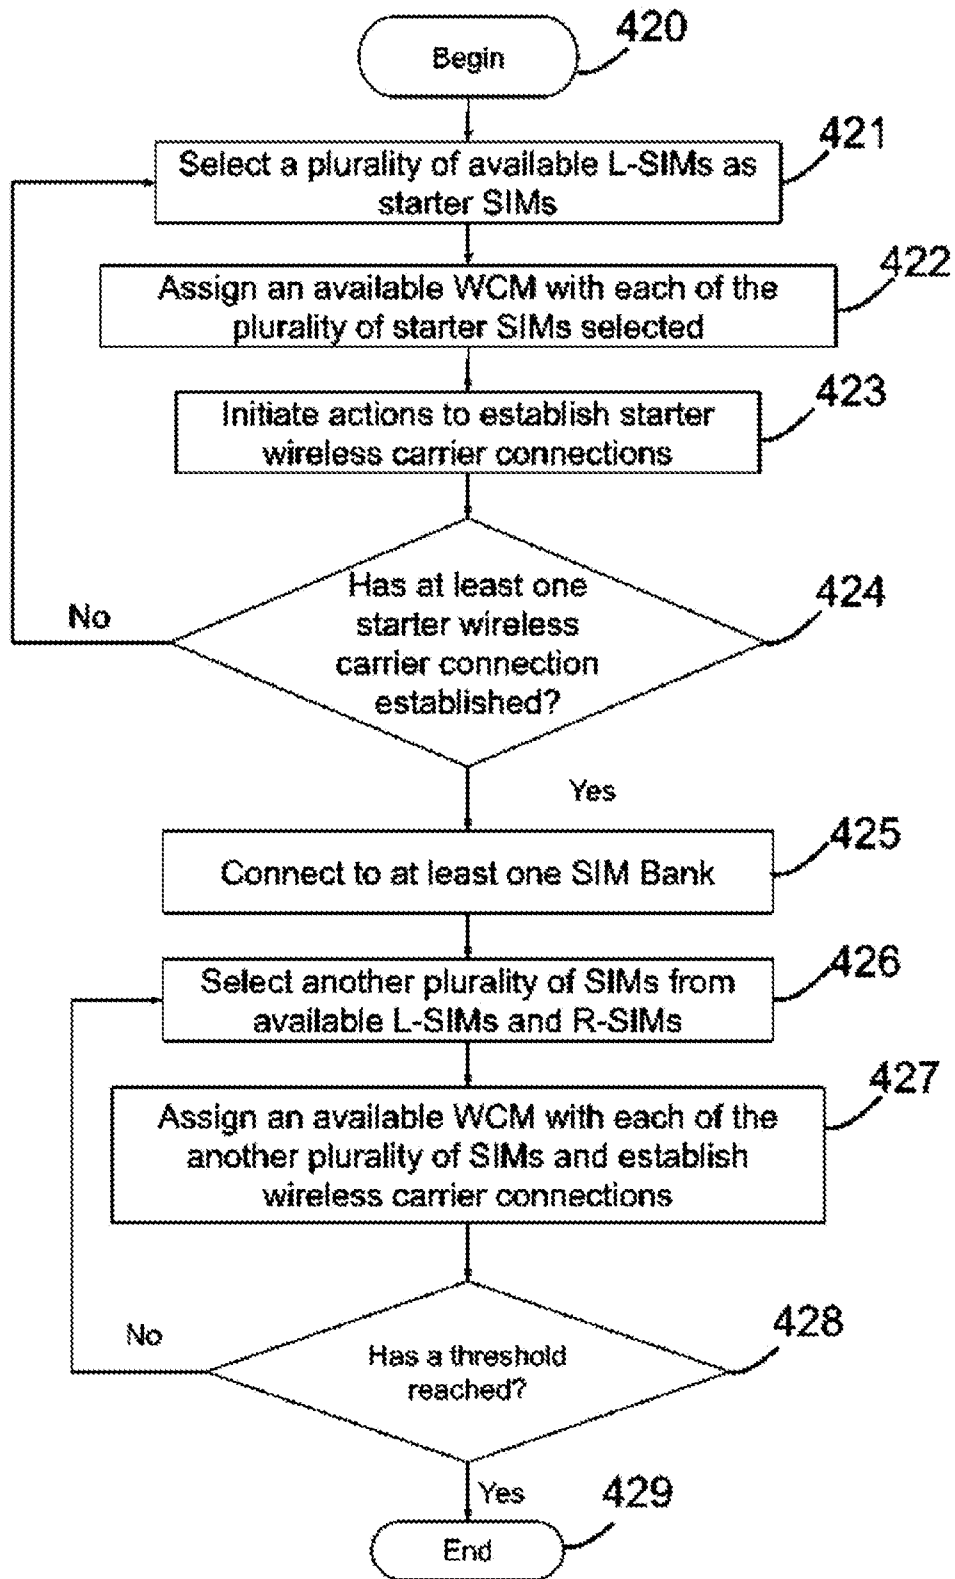 420
Begin
421
Select a plurality of available L-SIMs as
starter SIMs
422
Assign an available WCM with each of the
plurality of starter SIMs selected
423
Initiate actions to establish starter
wireless carrier connections
424
Has at least one
starter wireless
carrier connection
established?
No
Yes
425
Connect to at least one SIM Bank
426
Select another plurality of SIMs from
available L-SIMs and R-SIMs
427
Assign an available WCM with each of the
another plurality of SIMs and establish
wireless carrier connections
428
No
Has a threshold
reached?
Yes
429
End